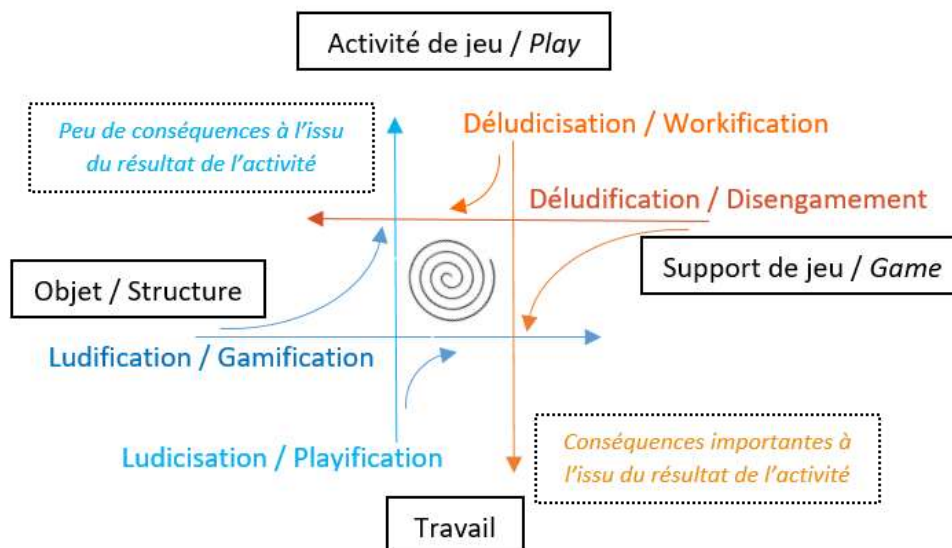 Activité de jeu / Play
Peu de conséquences à l'issu
du résultat de l'activité
Déludicisation / Workification
Déludification / Disengamement
Objet / Structure
Support de jeu / Game
Ludification / Gamification
Ludicisation / Playification
Conséquences importantes à
l'issu du résultat de l'activité
Travail